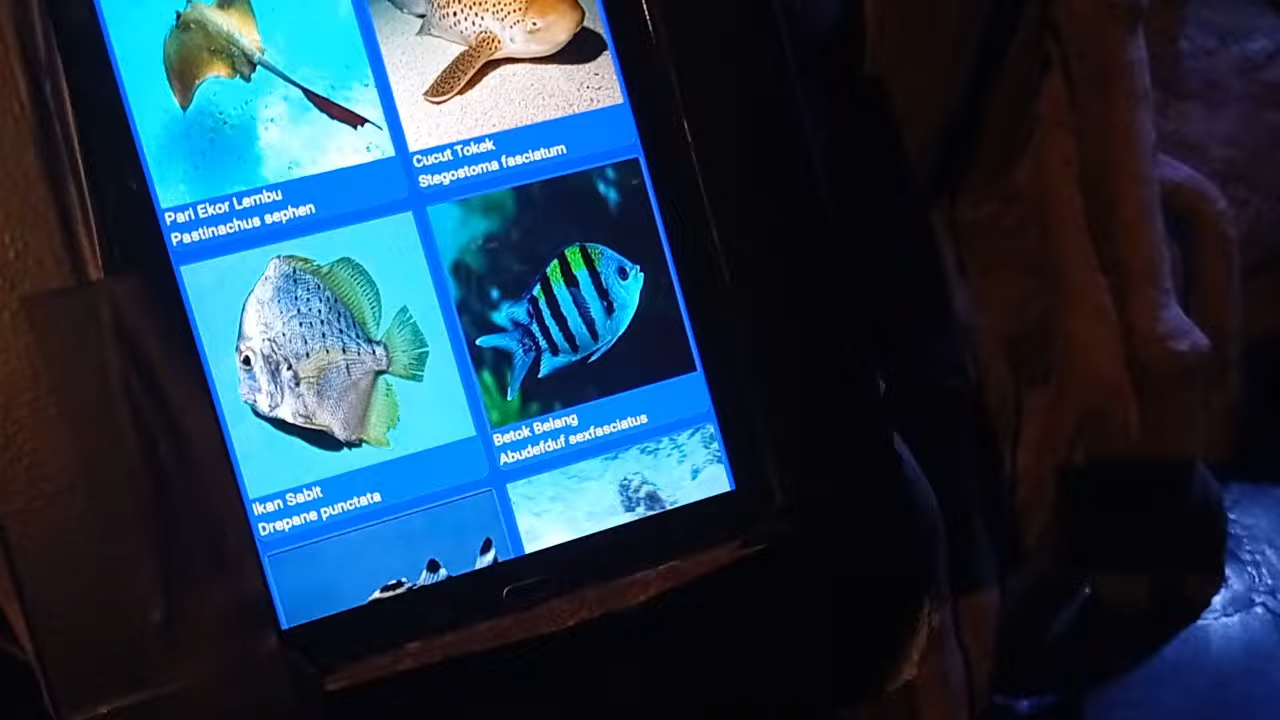 Cucut Tokek
Stegostoma fasciatum
Pari Ekor Lembu
Pastinachus sephen
Betok Belang
Abudefduf sexfasciatus
Ikan Sabit
Drepane punctata